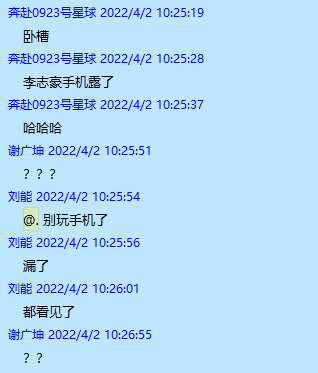 奔赴0923号星球 2022/4/2 10:25:19
卧槽
奔赴0923号星球 2022/4/2 10:25:28
李志豪手机露了
奔赴0923号星球 2022/4/2 10:25:37
哈哈哈
谢广坤 2022/4/2 10:25:51
？？？
刘能 2022/4/2 10:25:54
@. 别玩手机了
刘能 2022/4/2 10:25:56
漏了
刘能 2022/4/2 10:26:01
都看见了
谢广坤 2022/4/2 10:26:55
？？